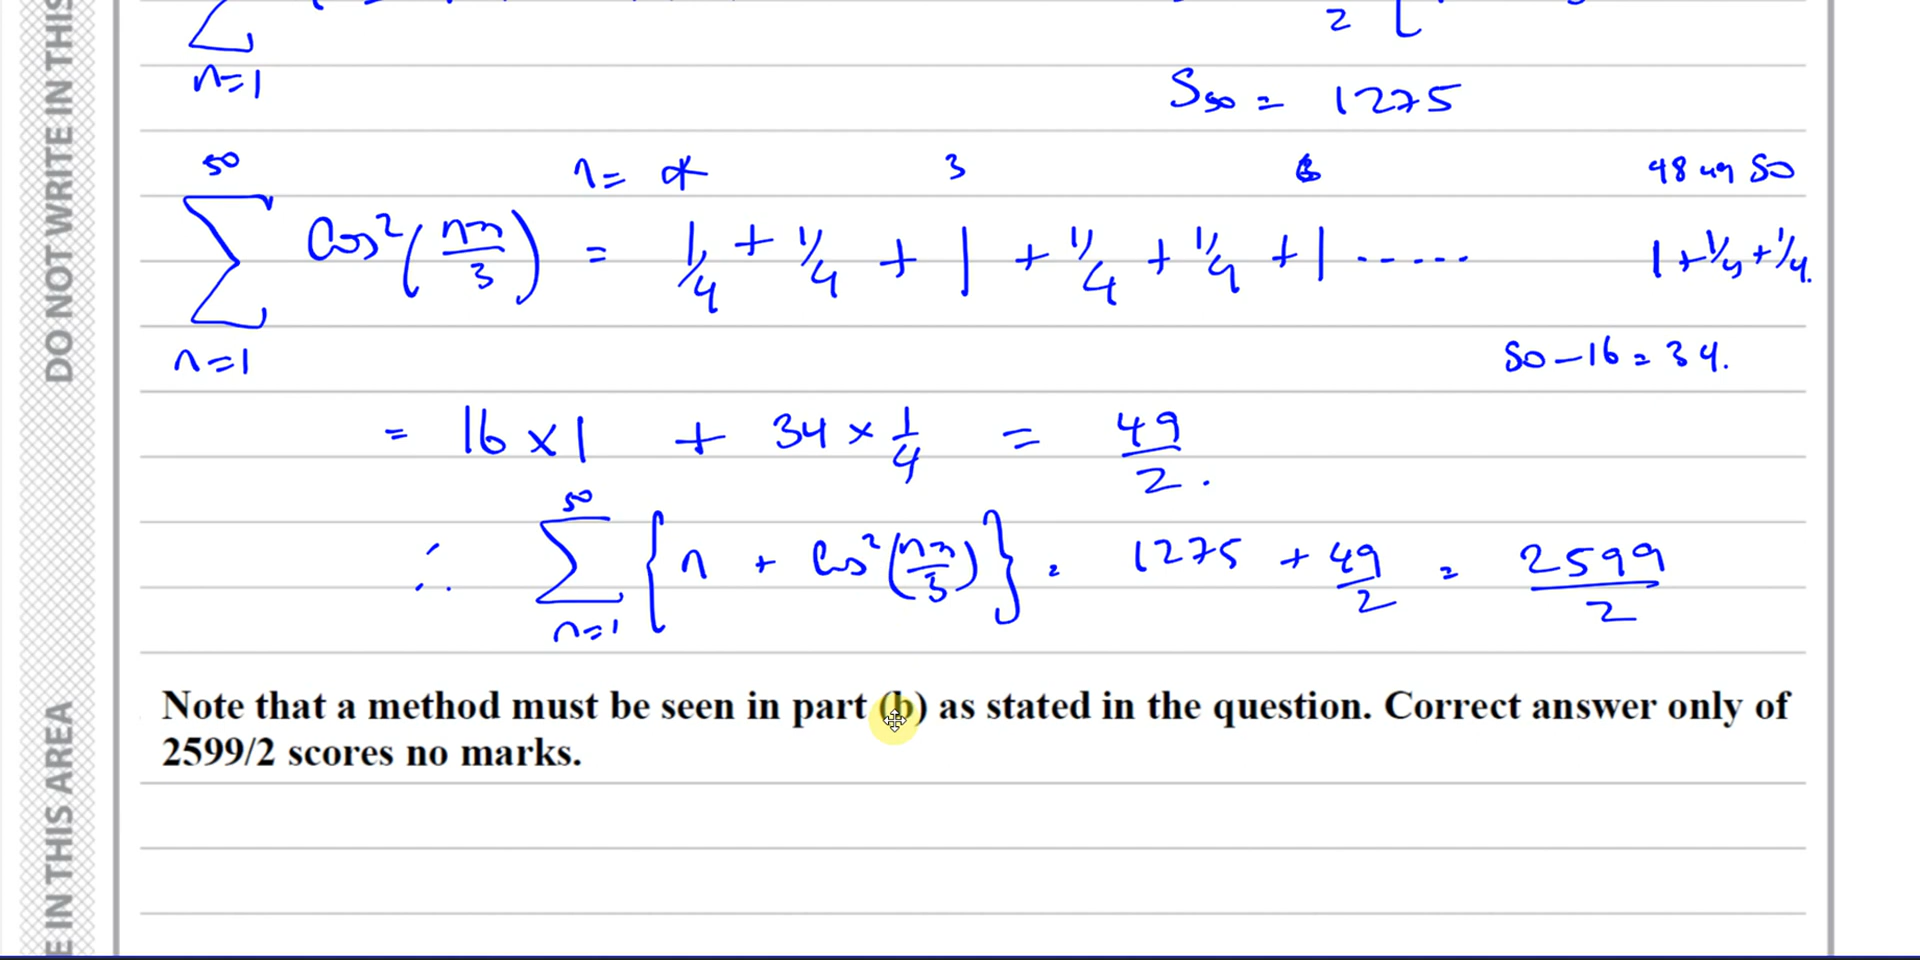 2 [
n=1
S50 = 1275
50 n= 3 6 48 49 50
∑ Cos²(nπ/3) = 1/4 + 1/4 + 1 + 1/4 + 1/4 + 1 ..... 1 + 1/4 + 1/4.
n=1 50 − 16 = 34.
= 16 × 1 + 34 × 1/4 = 49/2.
50
∴ ∑ { n + Cos²(nπ/3) } = 1275 + 49/2 = 2599/2
n=1
Note that a method must be seen in part (b) as stated in the question. Correct answer only of
2599/2 scores no marks.
DO NOT WRITE IN THIS
E IN THIS AREA